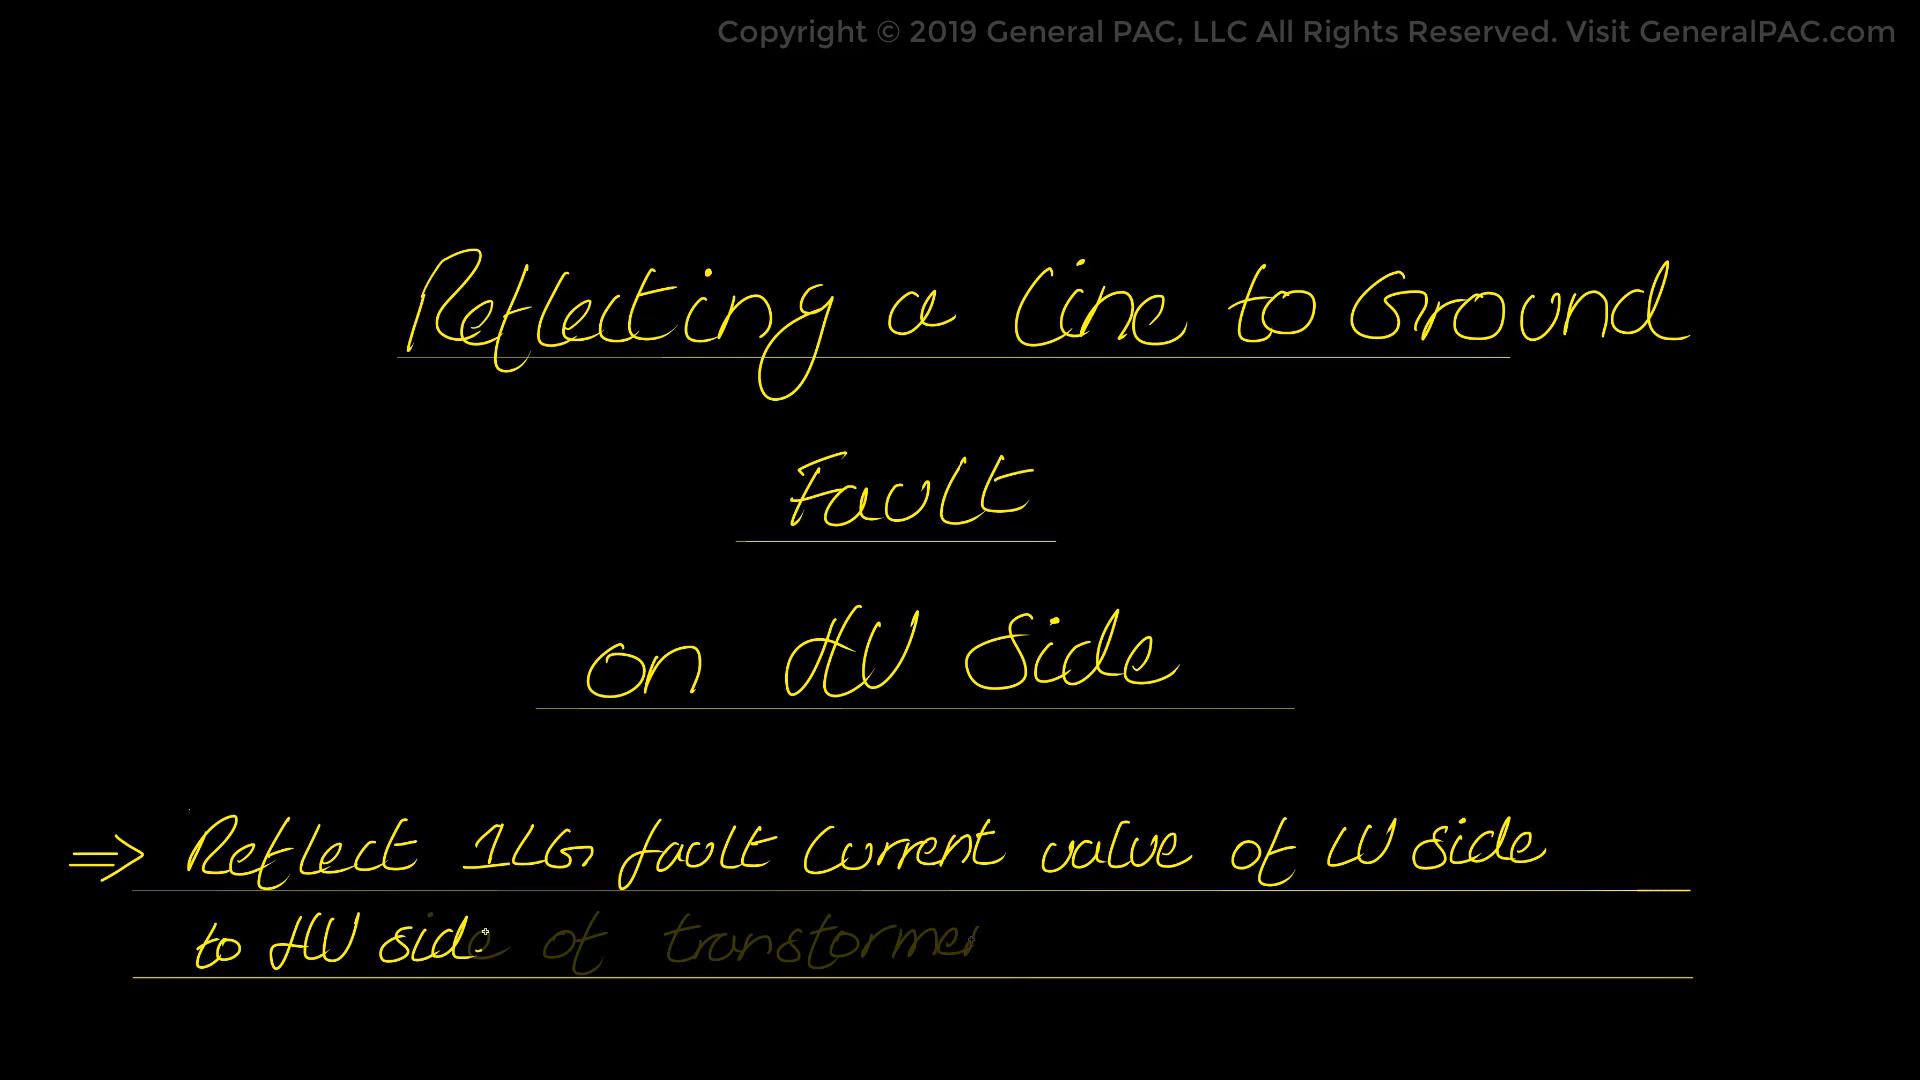 Copyright © 2019 General PAC, LLC All Rights Reserved. Visit GeneralPAC.com
Reflecting a Line to Ground
Fault
on HV Side
⇒ Reflect 1LG fault Current value of LV side
to HV side of transformer